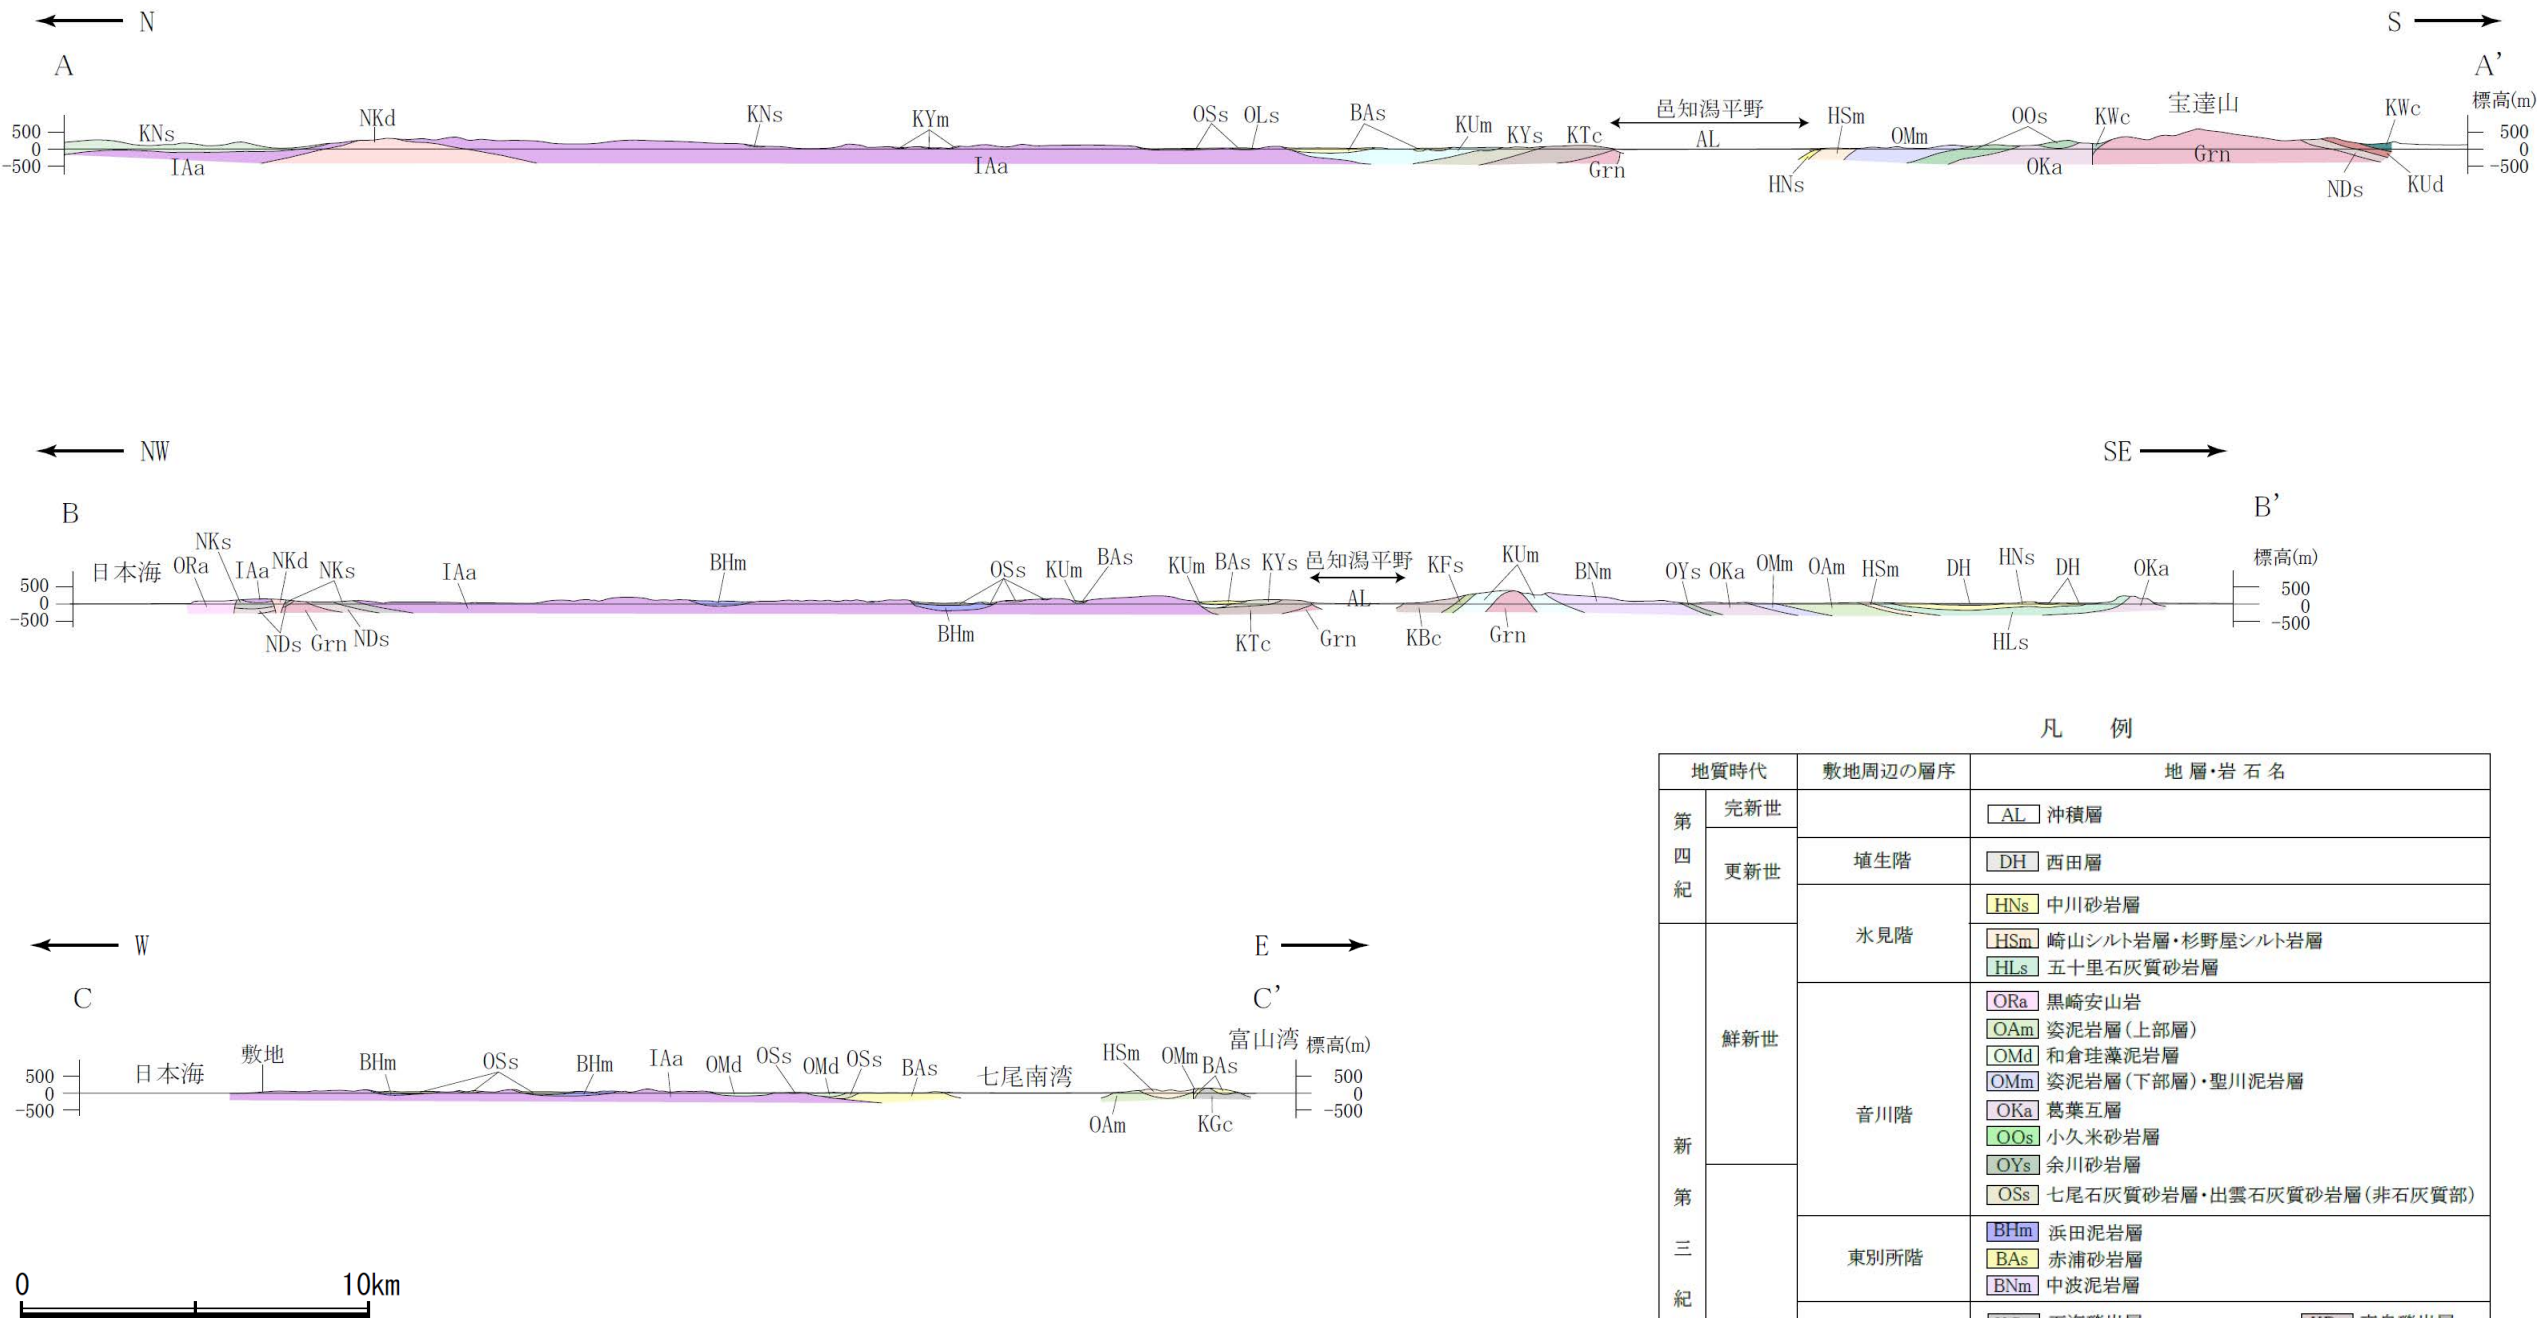 N S
A A’
標高(m)
KNs NKd KNs KYm OSs OLs BAs KUm KYs KTc 邑知潟平野 HSm OOs KWc 宝達山 KWc
500 500
0 AL OMm 0
-500 IAa IAa Grn HNs OKa Grn NDs KUd -500
NW SE
B B’
標高(m)
日本海 ORa NKs IAa NKd NKs IAa BHm OSs KUm BAs KUm BAs KYs 邑知潟平野 KFs KUm BNm OYs OKa OMm OAm HSm DH HNs DH OKa
500 500
0 AL 0
-500 NDs Grn NDs BHm KTc Grn KBc Grn HLs -500
W E
C C’
日本海 敷地 BHm OSs BHm IAa OMd OSs OMd OSs BAs 七尾南湾 HSm OMm BAs 富山湾 標高(m)
500 500
0 0
-500 OAm KGc -500
0 10km
凡 例
地質時代 敷地周辺の層序 地層・岩石名
第四紀 完新世 AL 沖積層
更新世 埴生階 DH 西田層
氷見階 HNs 中川砂岩層
新第三紀 鮮新世 HSm 崎山シルト岩層・杉野屋シルト岩層
HLs 五十里石灰質砂岩層
音川階 ORa 黒崎安山岩
OAm 姿泥岩層(上部層)
OMd 和倉珪藻泥岩層
OMm 姿泥岩層(下部層)・聖川泥岩層
OKa 葛葉互層
OOs 小久米砂岩層
OYs 余川砂岩層
OSs 七尾石灰質砂岩層・出雲石灰質砂岩層(非石灰質部)
東別所階 BHm 浜田泥岩層
BAs 赤浦砂岩層
BNm 中波泥岩層